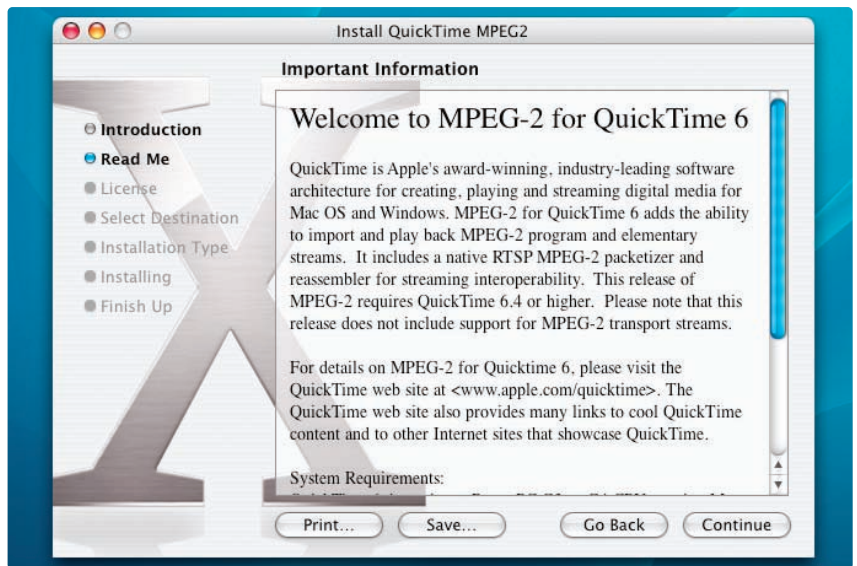 Install QuickTime MPEG2
Important Information
Introduction
Read Me
License
Select Destination
Installation Type
Installing
Finish Up
Welcome to MPEG-2 for QuickTime 6
QuickTime is Apple's award-winning, industry-leading software
architecture for creating, playing and streaming digital media for
Mac OS and Windows. MPEG-2 for QuickTime 6 adds the ability
to import and play back MPEG-2 program and elementary
streams.  It includes a native RTSP MPEG-2 packetizer and
reassembler for streaming interoperability.  This release of
MPEG-2 requires QuickTime 6.4 or higher.  Please note that this
release does not include support for MPEG-2 transport streams.
For details on MPEG-2 for Quicktime 6, please visit the
QuickTime web site at <www.apple.com/quicktime>. The
QuickTime web site also provides many links to cool QuickTime
content and to other Internet sites that showcase QuickTime.
System Requirements:
Print...
Save...
Go Back
Continue